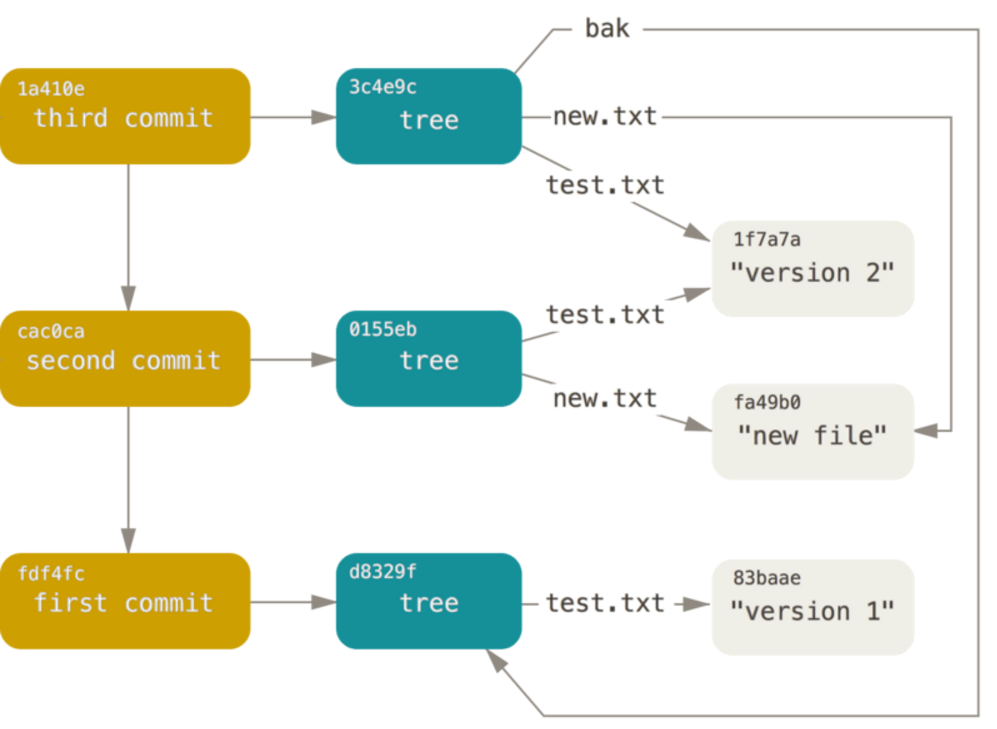 bak
1a410e
third commit
3c4e9c
tree
new.txt
test.txt
1f7a7a
"version 2"
cac0ca
second commit
0155eb
tree
test.txt
new.txt
fa49b0
"new file"
fdf4fc
first commit
d8329f
tree
test.txt
83baae
"version 1"